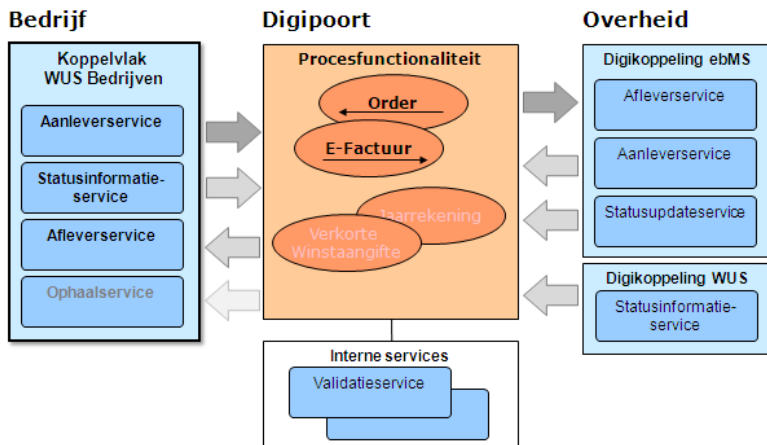 Bedrijf
Digipoort
Overheid
Koppelvlak
WUS Bedrijven
Aanleverservice
Statusinformatie-
service
Afleverservice
Ophaalservice
Procesfunctionaliteit
Order
E-Factuur
Jaarrekening
Verkorte
Winstaangifte
Interne services
Validatieservice
Digikoppeling ebMS
Afleverservice
Aanleverservice
Statusupdateservice
Digikoppeling WUS
Statusinformatie-
service